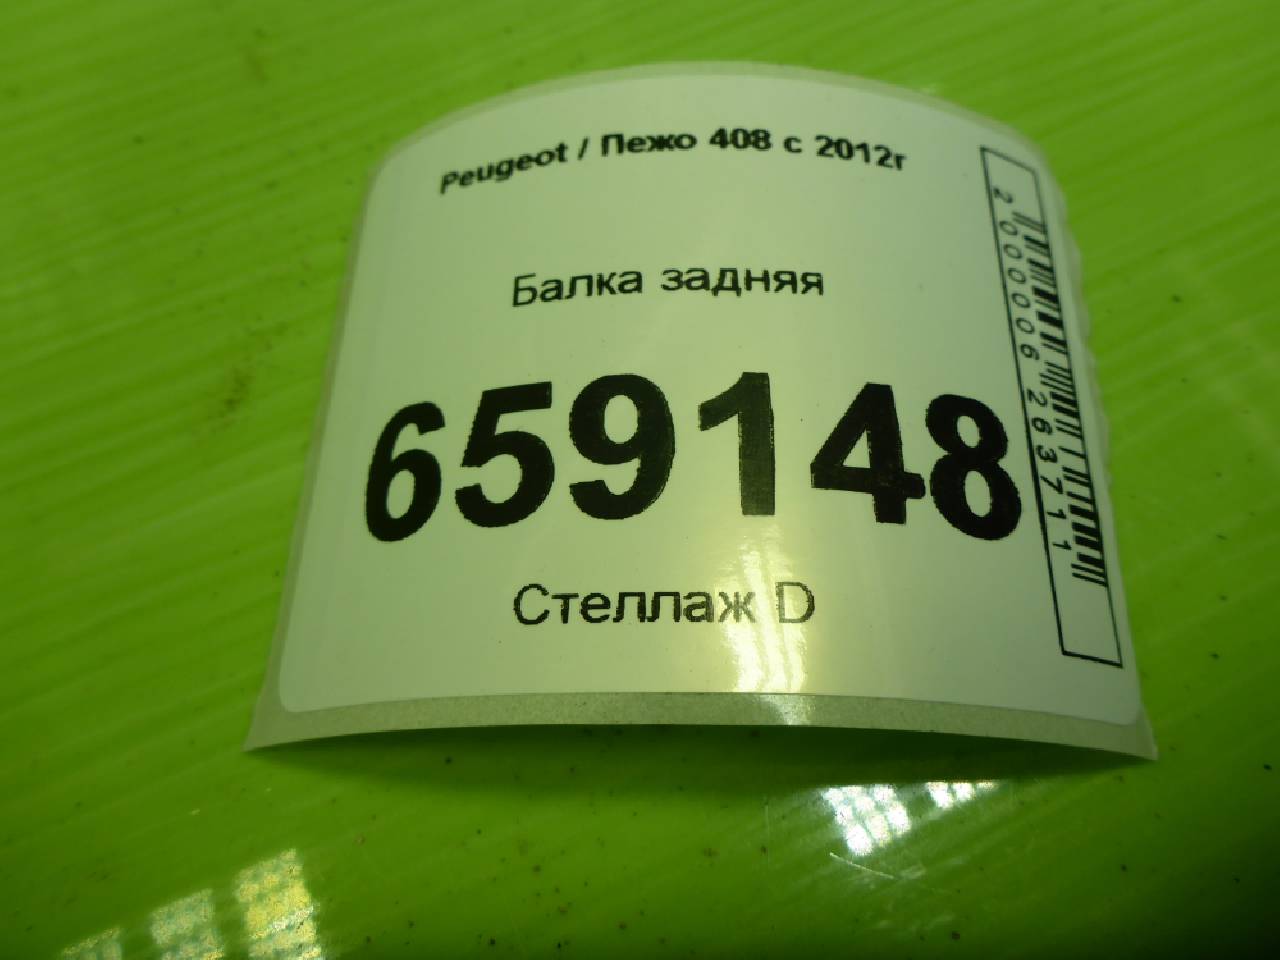 Peugeot / Пежо 408 с 2012г
Балка задняя
659148
Стеллаж D
2000006263711